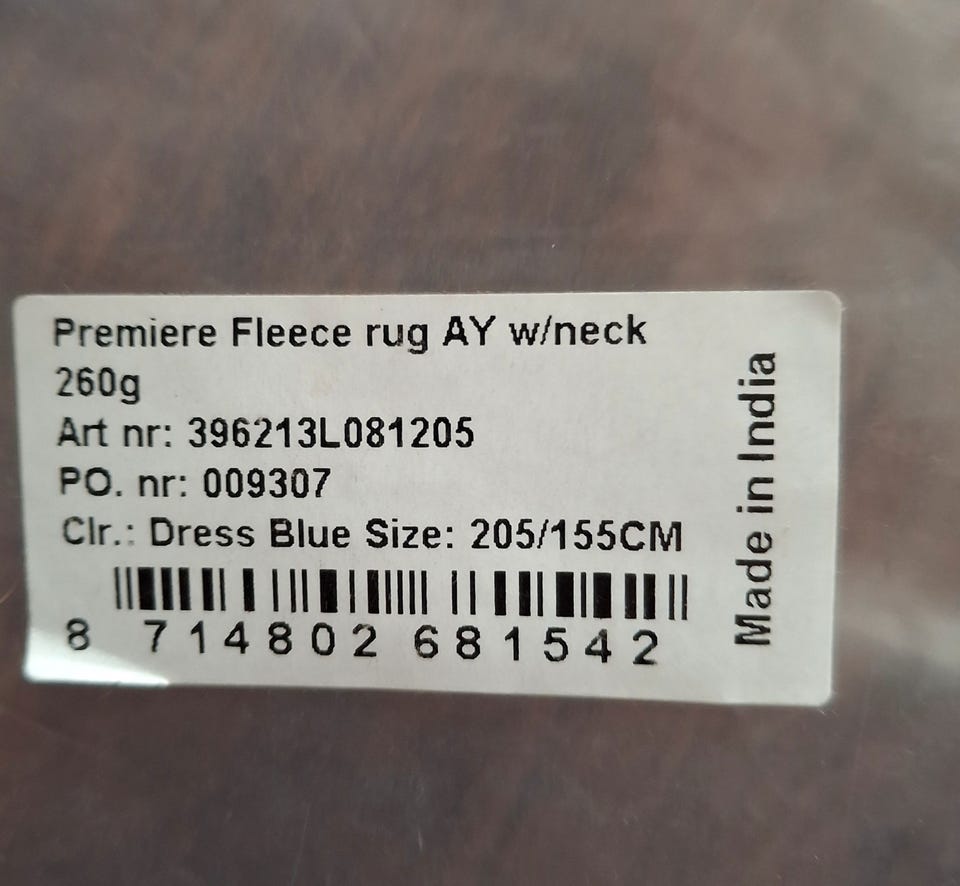 Premiere Fleece rug AY w/neck
260g
Art nr: 396213L081205
PO. nr: 009307
Clr.: Dress Blue Size: 205/155CM
8 714802 681542
Made in India